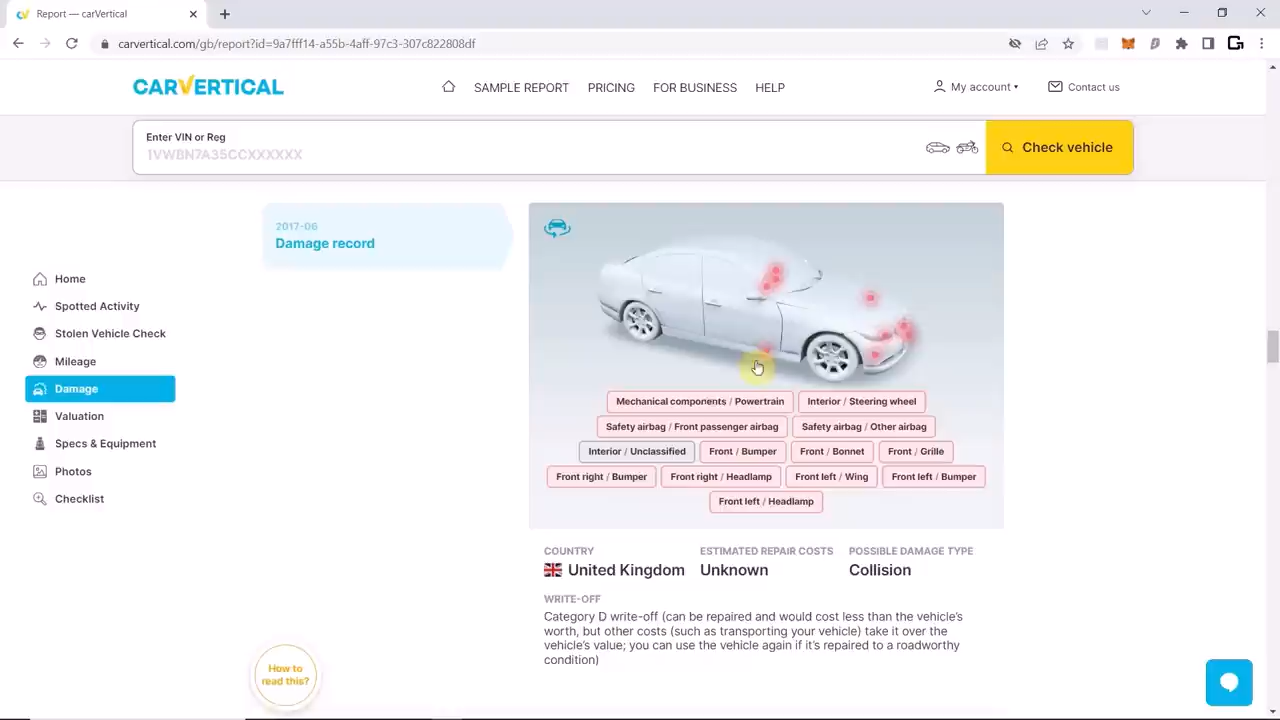 Report — carVertical
carvertical.com/gb/report?id=9a7fff14-a55b-4aff-97c3-3079822808df
CARVERTICAL
SAMPLE REPORT
PRICING
FOR BUSINESS
HELP
My account
Contact us
Enter VIN or Reg
1VWBN7A35CCXXXXXX
Check vehicle
2017-06
Damage record
Home
Spotted Activity
Stolen Vehicle Check
Mileage
Damage
Valuation
Specs & Equipment
Photos
Checklist
Mechanical components / Powertrain
Interior / Steering wheel
Safety airbag / Front passenger airbag
Safety airbag / Other airbag
Interior / Unclassified
Front / Bumper
Front / Bonnet
Front / Grille
Front right / Bumper
Front right / Headlamp
Front left / Wing
Front left / Bumper
Front left / Headlamp
COUNTRY
United Kingdom
ESTIMATED REPAIR COSTS
Unknown
POSSIBLE DAMAGE TYPE
Collision
WRITE-OFF
Category D write-off (can be repaired and would cost less than the vehicle's
worth, but other costs (such as transporting your vehicle) take it over the
vehicle's value; you can use the vehicle again if it's repaired to a roadworthy
condition)
How to
read this?